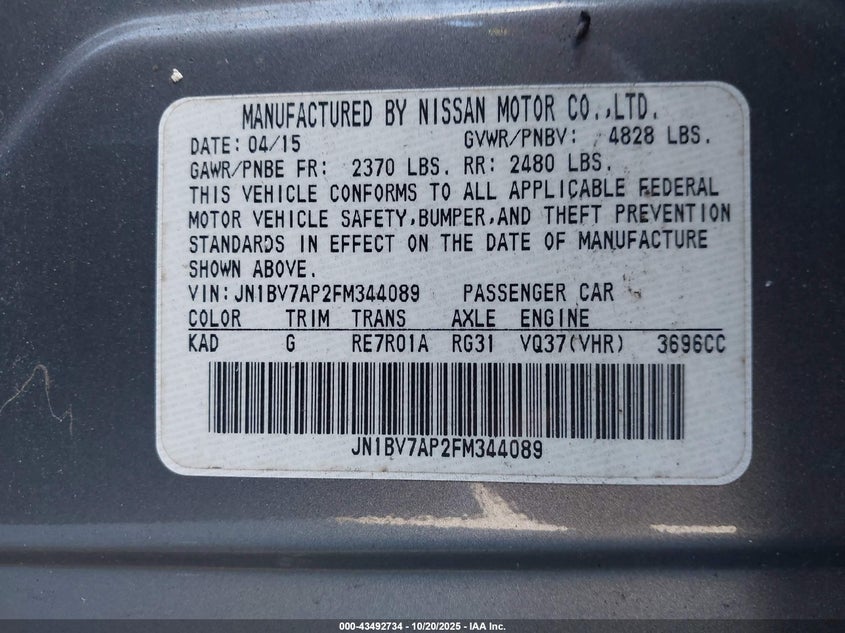 MANUFACTURED BY NISSAN MOTOR CO.,LTD.
DATE: 04/15 GVWR/PNBV: 4828 LBS.
GAWR/PNBE FR: 2370 LBS. RR: 2480 LBS.
THIS VEHICLE CONFORMS TO ALL APPLICABLE FEDERAL
MOTOR VEHICLE SAFETY,BUMPER,AND THEFT PREVENTION
STANDARDS IN EFFECT ON THE DATE OF MANUFACTURE
SHOWN ABOVE.
VIN: JN1BV7AP2FM344089 PASSENGER CAR
COLOR TRIM TRANS AXLE ENGINE
KAD G RE7R01A RG31 VQ37(VHR) 3696CC
JN1BV7AP2FM344089
000-43492734 - 10/20/2025 - IAA Inc.